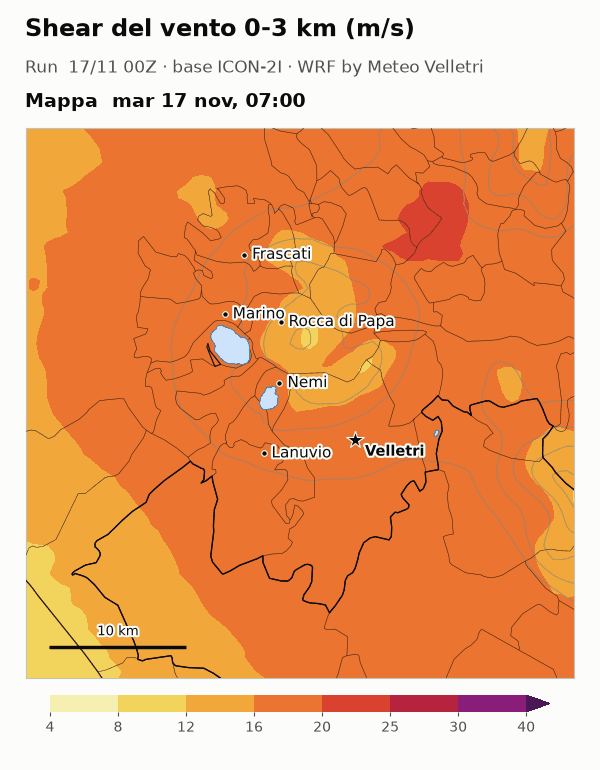 Shear del vento 0-3 km (m/s)
Run  17/11 00Z · base ICON-2I · WRF by Meteo Velletri
Mappa  mar 17 nov, 07:00
Frascati
Marino
Rocca di Papa
Nemi
Velletri
Lanuvio
10 km
4 8 12 16 20 25 30 40